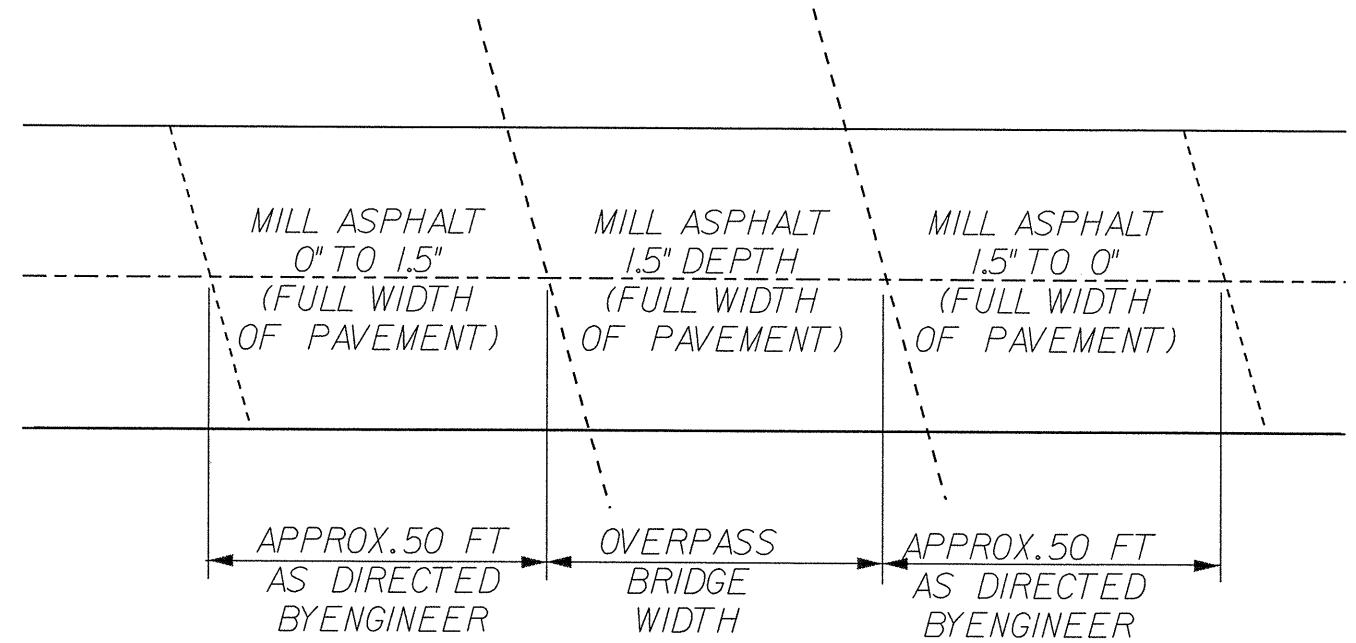 MILL ASPHALT
0" TO 1.5"
(FULL WIDTH
OF PAVEMENT)
MILL ASPHALT
1.5" DEPTH
(FULL WIDTH
OF PAVEMENT)
MILL ASPHALT
1.5" TO 0"
(FULL WIDTH
OF PAVEMENT)
APPROX.50 FT
AS DIRECTED
BYENGINEER
OVERPASS
BRIDGE
WIDTH
APPROX.50 FT
AS DIRECTED
BYENGINEER